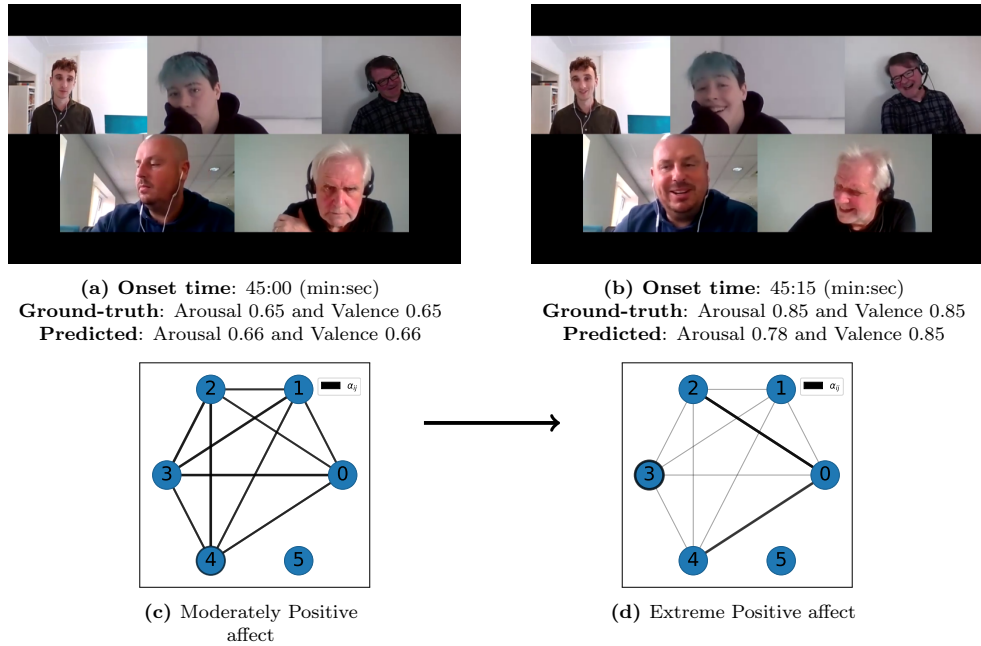 (a) Onset time: 45:00 (min:sec)
Ground-truth: Arousal 0.65 and Valence 0.65
Predicted: Arousal 0.66 and Valence 0.66
(b) Onset time: 45:15 (min:sec)
Ground-truth: Arousal 0.85 and Valence 0.85
Predicted: Arousal 0.78 and Valence 0.85
2 1 α_ij
3 0
4 5
2 1 α_ij
3 0
4 5
(c) Moderately Positive
affect
(d) Extreme Positive affect